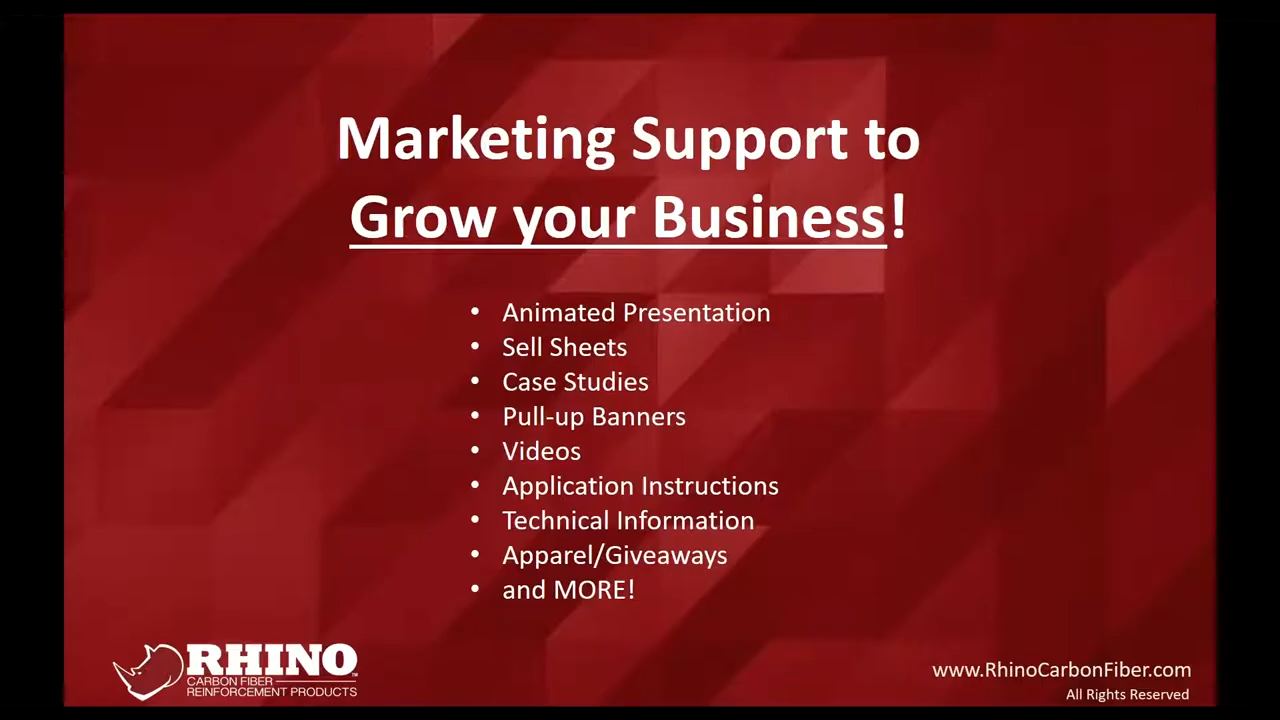 Marketing Support to
Grow your Business!
• Animated Presentation
• Sell Sheets
• Case Studies
• Pull-up Banners
• Videos
• Application Instructions
• Technical Information
• Apparel/Giveaways
• and MORE!
RHINO™
CARBON FIBER
REINFORCEMENT PRODUCTS
www.RhinoCarbonFiber.com
All Rights Reserved